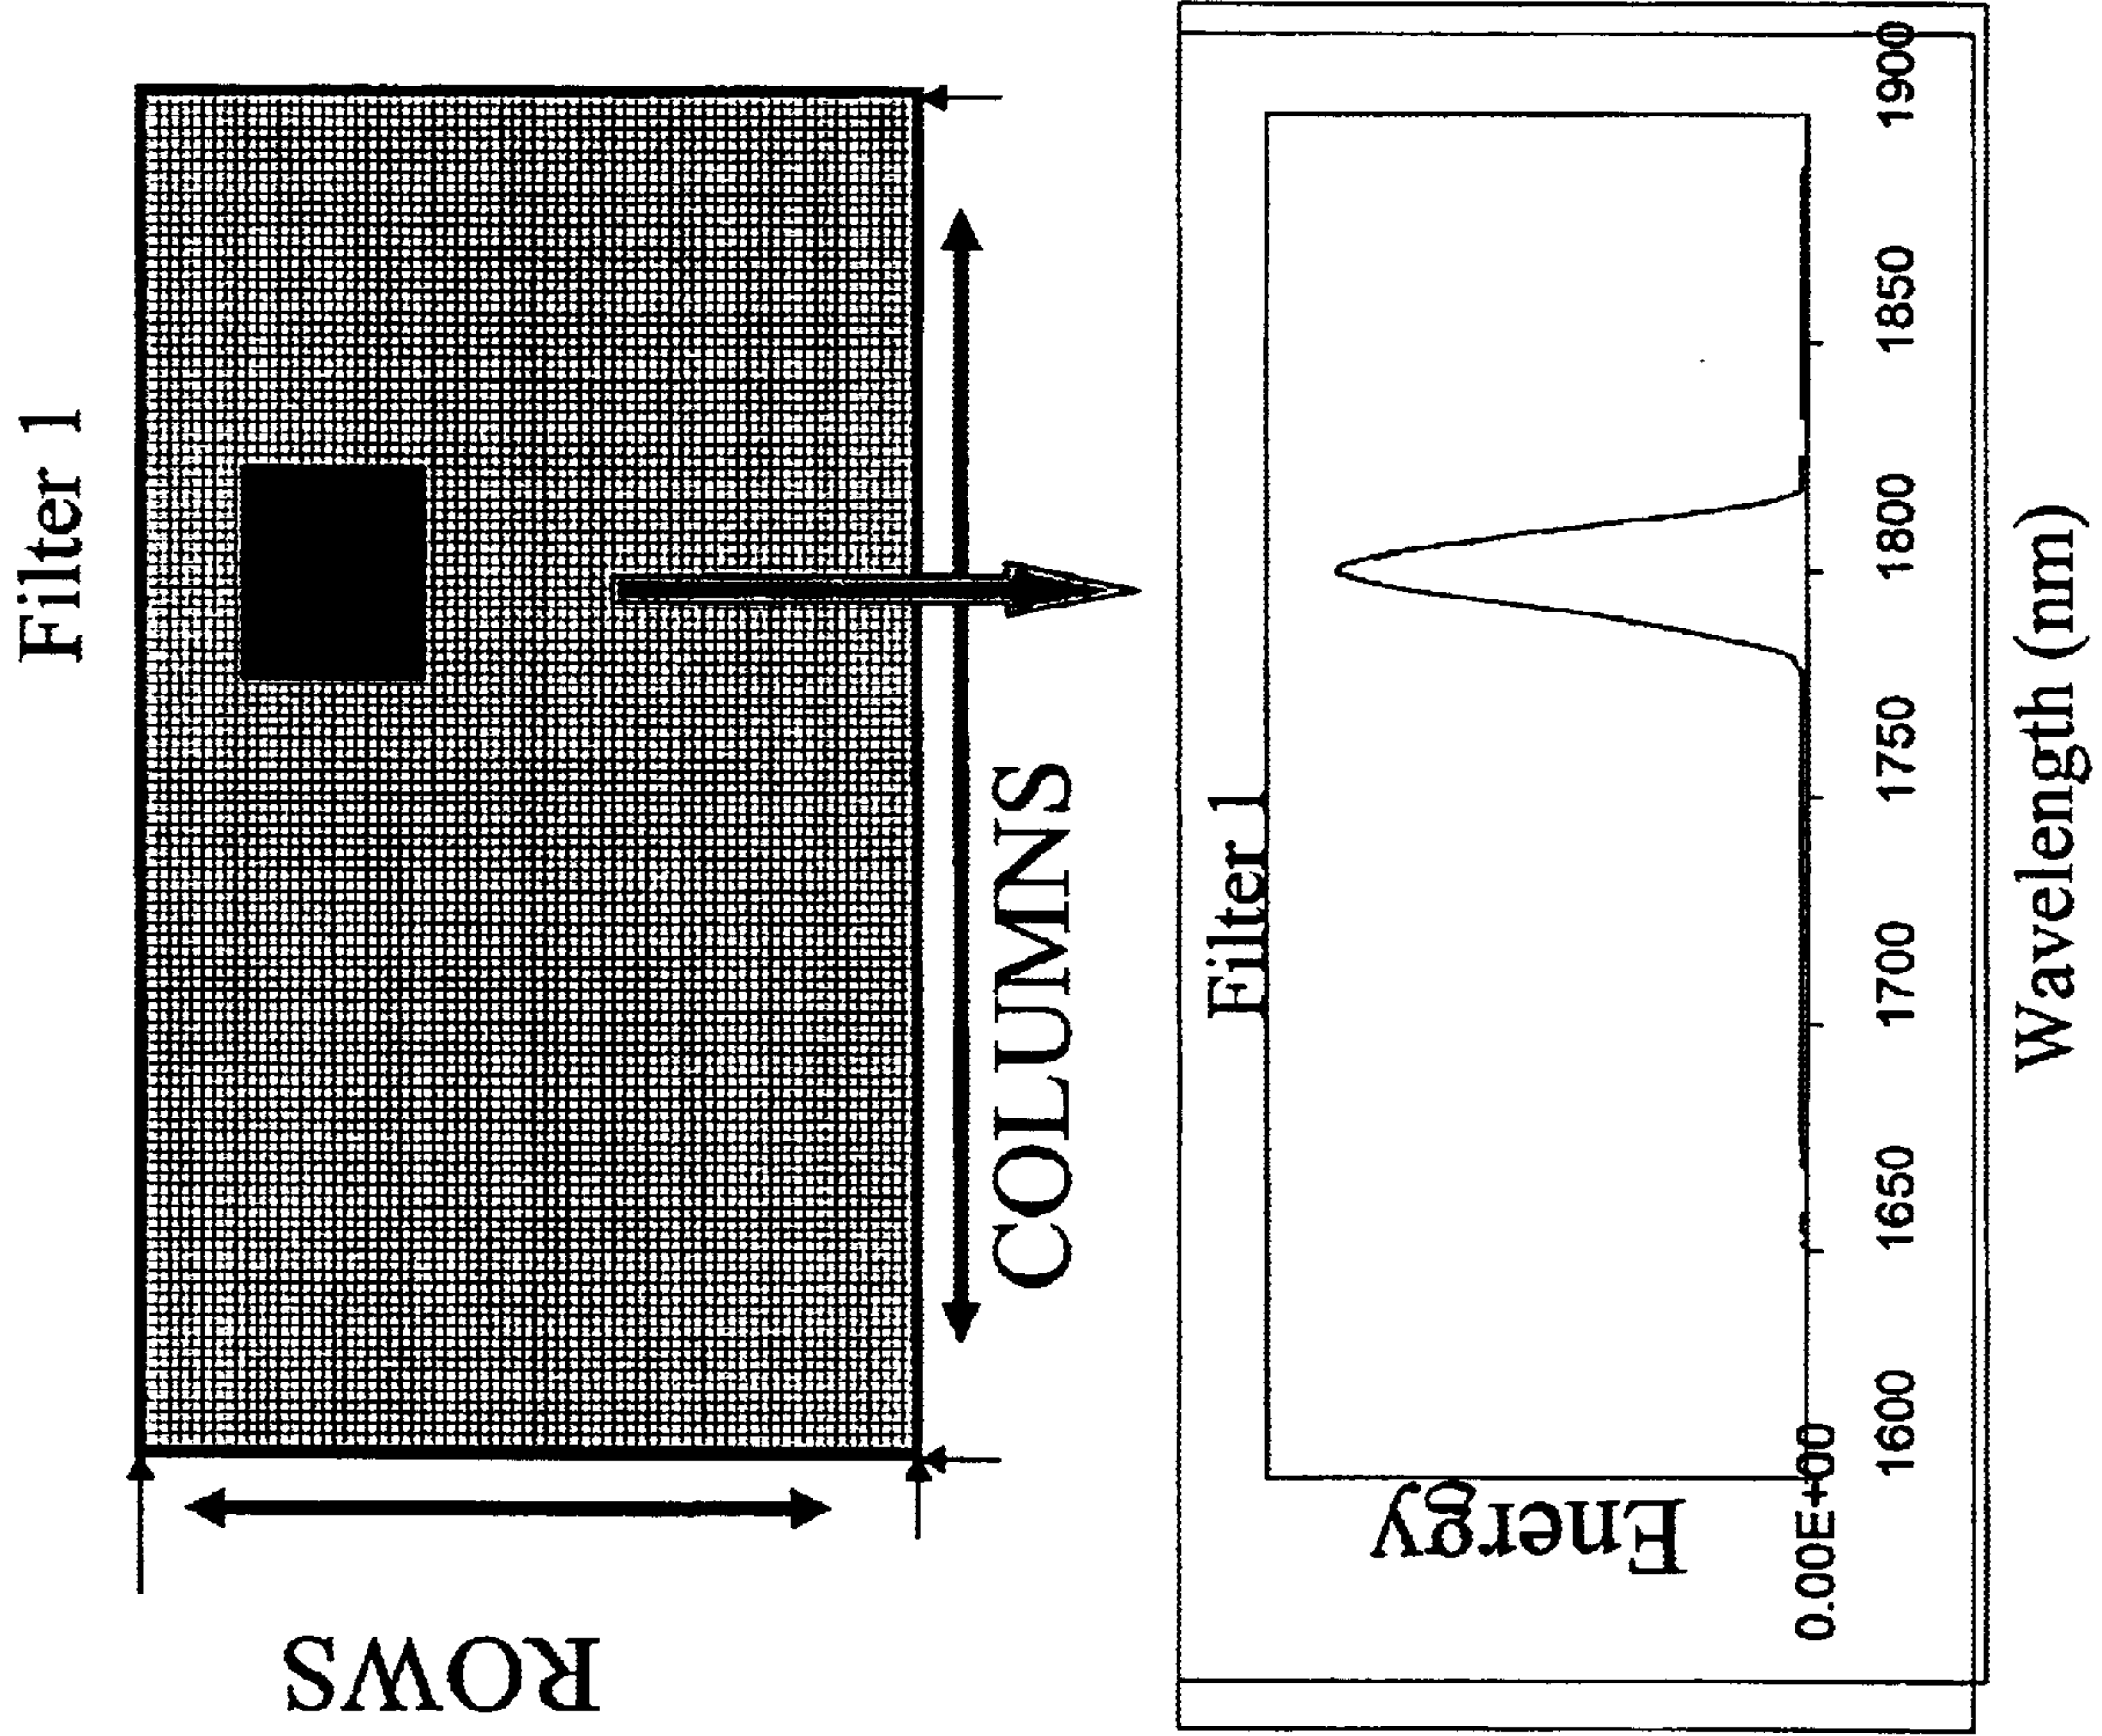 Filter 1
ROWS
COLUMNS
Filter 1
Energy
0.00E+00
1600
1650
1700
1750
1800
1850
1900
Wavelength (nm)